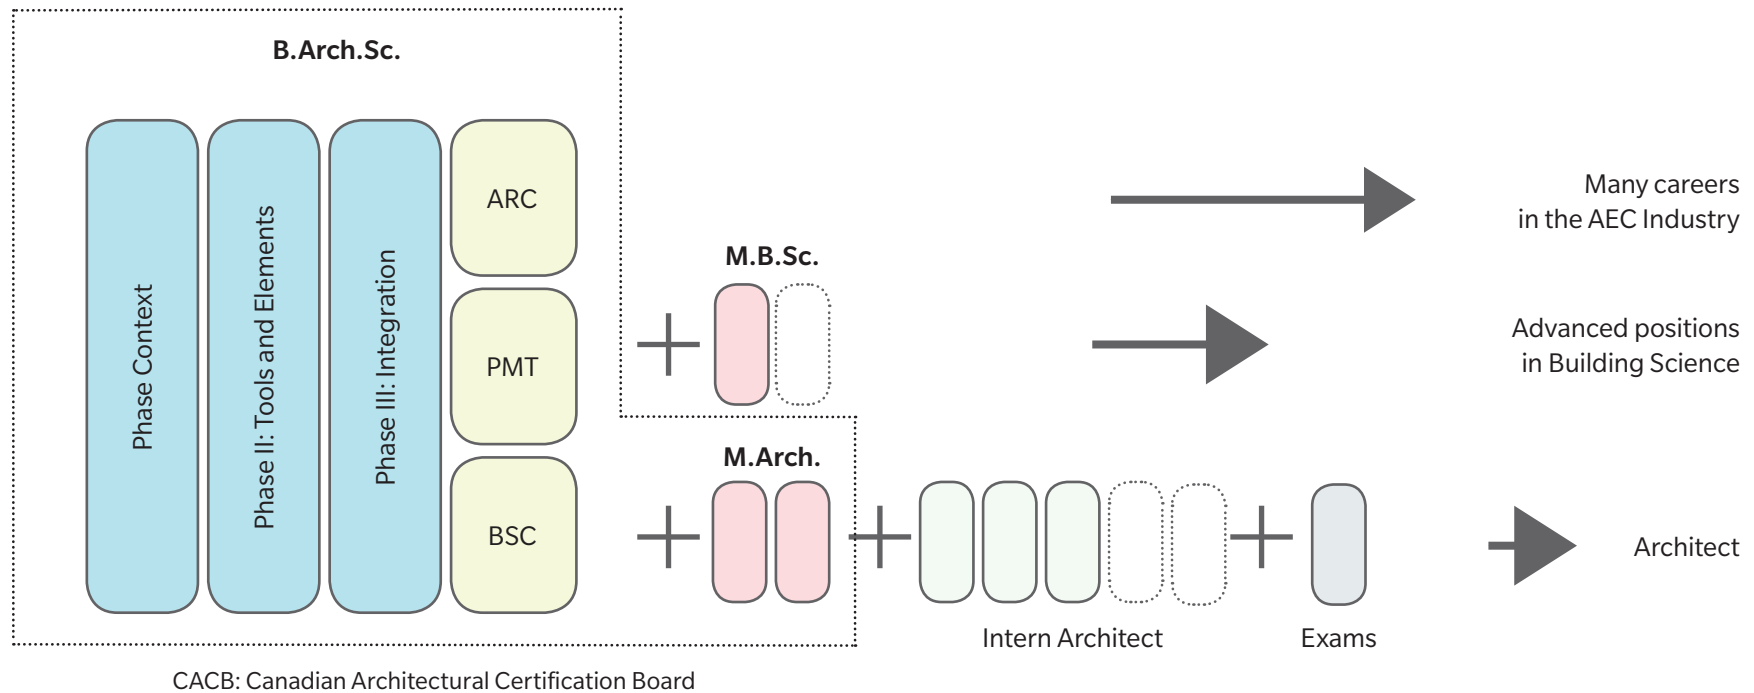 B.Arch.Sc.
Phase Context
Phase II: Tools and Elements
Phase III: Integration
ARC
PMT
BSC
M.B.Sc.
M.Arch.
Many careers
in the AEC Industry
Advanced positions
in Building Science
Architect
Intern Architect
Exams
CACB: Canadian Architectural Certification Board